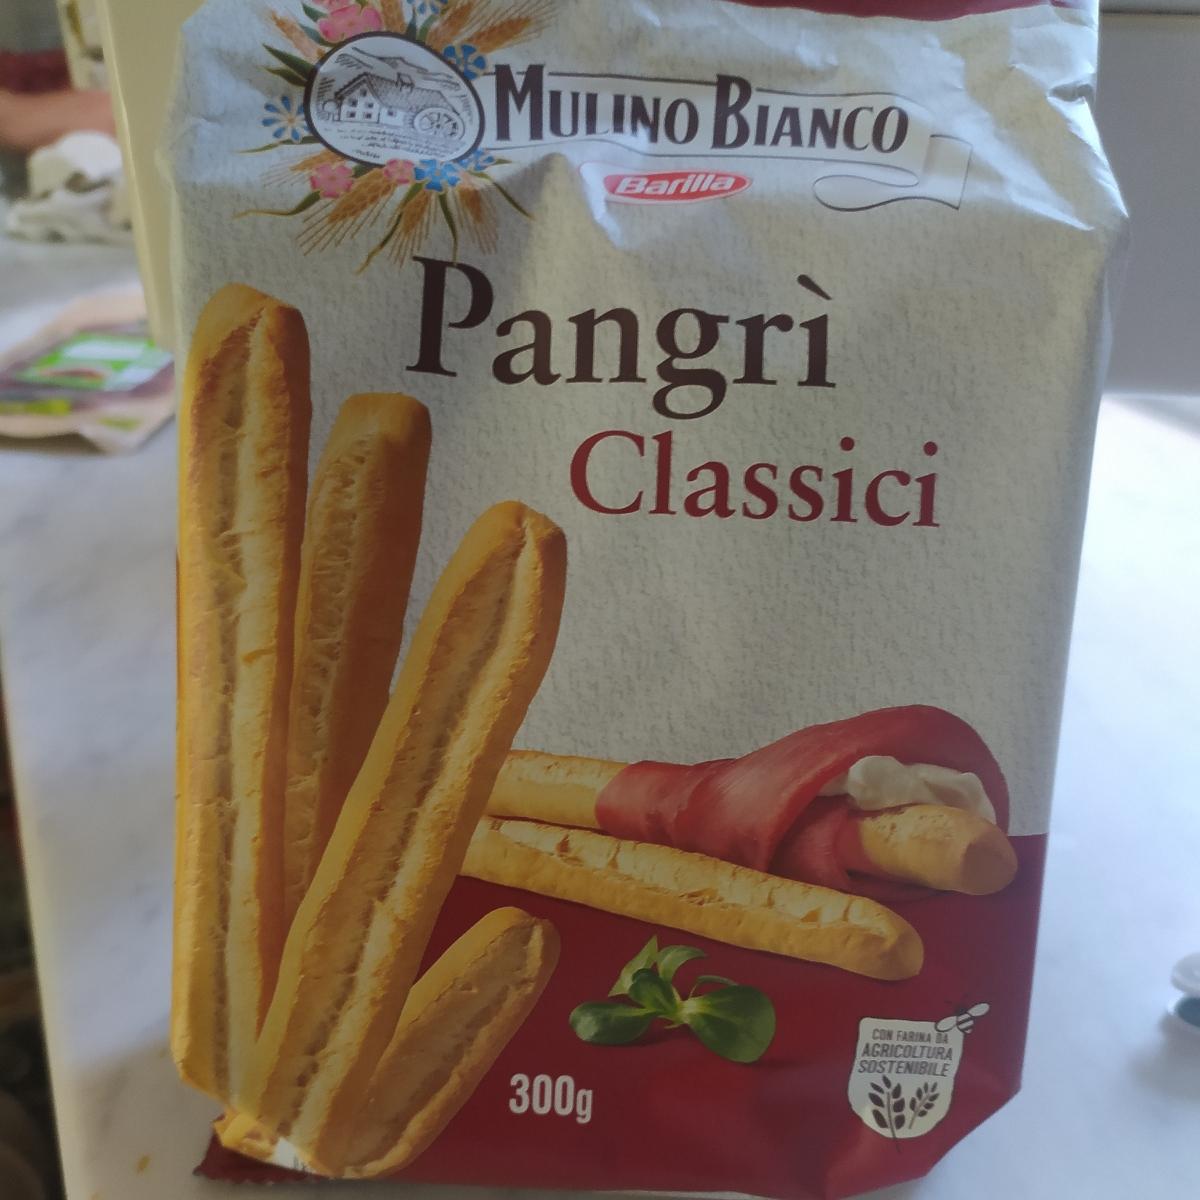 MULINO BIANCO
Barilla
Pangrì
Classici
300g
CON FARINA DA
AGRICOLTURA
SOSTENIBILE